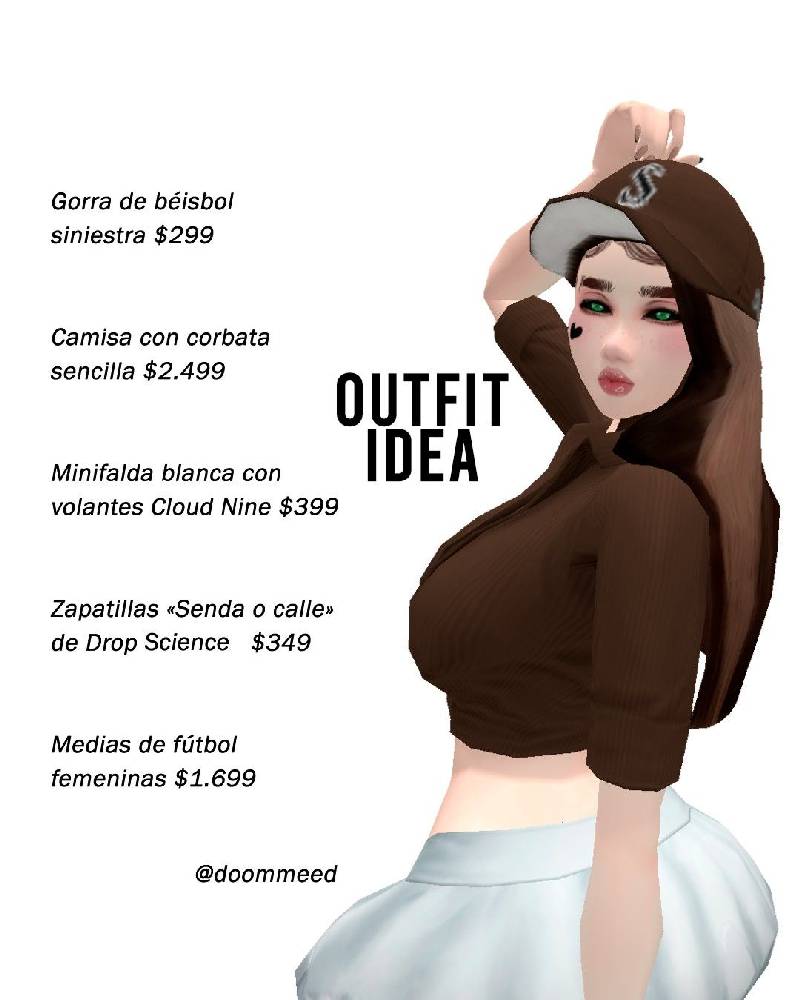 Gorra de béisbol
siniestra $299
Camisa con corbata
sencilla $2.499
OUTFIT
IDEA
Minifalda blanca con
volantes Cloud Nine $399
Zapatillas «Senda o calle»
de Drop Science $349
Medias de fútbol
femeninas $1.699
@doommeed
S